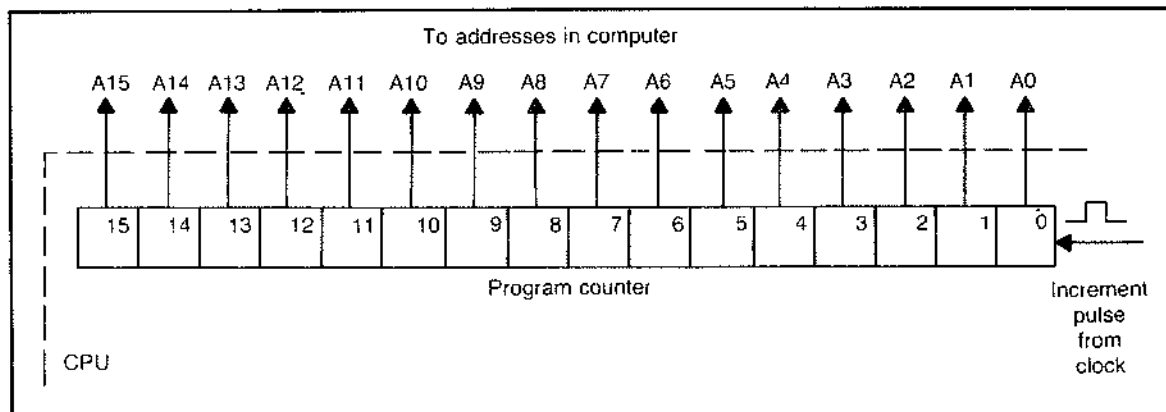 To addresses in computer
A15 A14 A13 A12 A11 A10 A9 A8 A7 A6 A5 A4 A3 A2 A1 A0
15 14 13 12 11 10 9 8 7 6 5 4 3 2 1 0
Program counter
Increment
pulse
from
clock
CPU